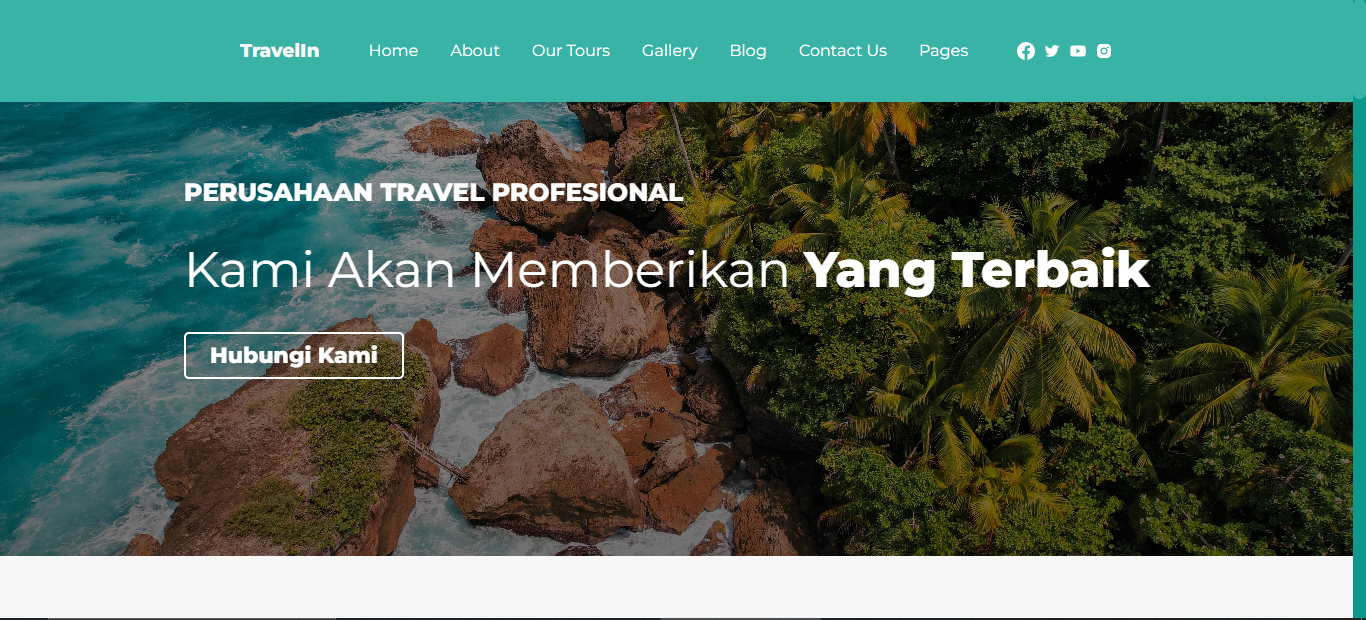 TravelIn Home About Our Tours Gallery Blog Contact Us Pages
PERUSAHAAN TRAVEL PROFESIONAL
Kami Akan Memberikan Yang Terbaik
Hubungi Kami